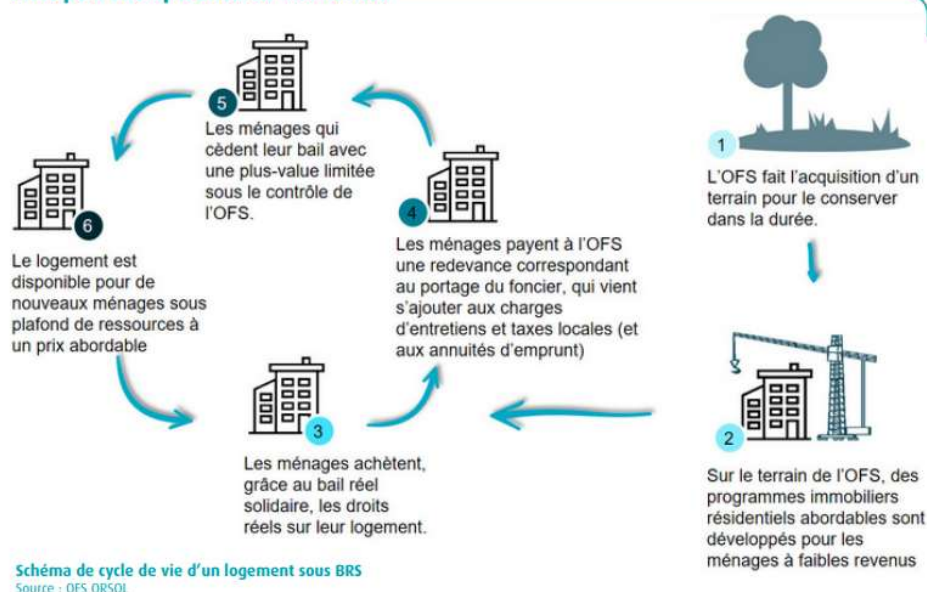 1
L'OFS fait l'acquisition d'un
terrain pour le conserver
dans la durée.
2
Sur le terrain de l'OFS, des
programmes immobiliers
résidentiels abordables sont
développés pour les
ménages à faibles revenus
3
Les ménages achètent,
grâce au bail réel
solidaire, les droits
réels sur leur logement.
4
Les ménages payent à l'OFS
une redevance correspondant
au portage du foncier, qui vient
s'ajouter aux charges
d'entretiens et taxes locales (et
aux annuités d'emprunt)
5
Les ménages qui
cèdent leur bail avec
une plus-value limitée
sous le contrôle de
l'OFS.
6
Le logement est
disponible pour de
nouveaux ménages sous
plafond de ressources à
un prix abordable
Schéma de cycle de vie d'un logement sous BRS
Source : OFS ORSOL